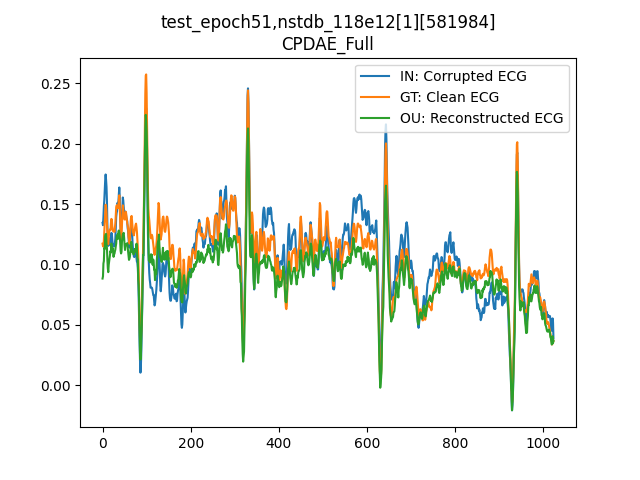 test_epoch51,nstdb_118e12[1][581984]
CPDAE_Full
IN: Corrupted ECG
GT: Clean ECG
OU: Reconstructed ECG
0.25
0.20
0.15
0.10
0.05
0.00
0 200 400 600 800 1000